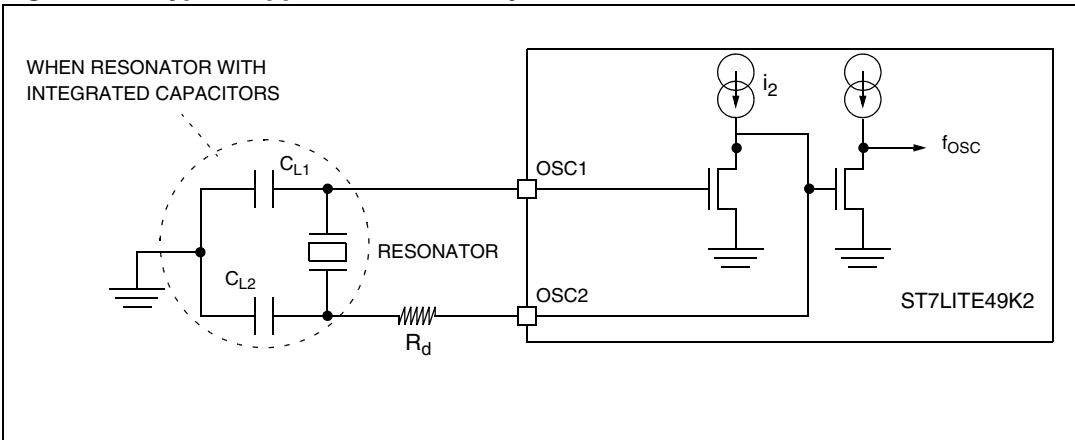 WHEN RESONATOR WITH
INTEGRATED CAPACITORS
i2
fOSC
CL1
OSC1
RESONATOR
CL2
OSC2
ST7LITE49K2
Rd